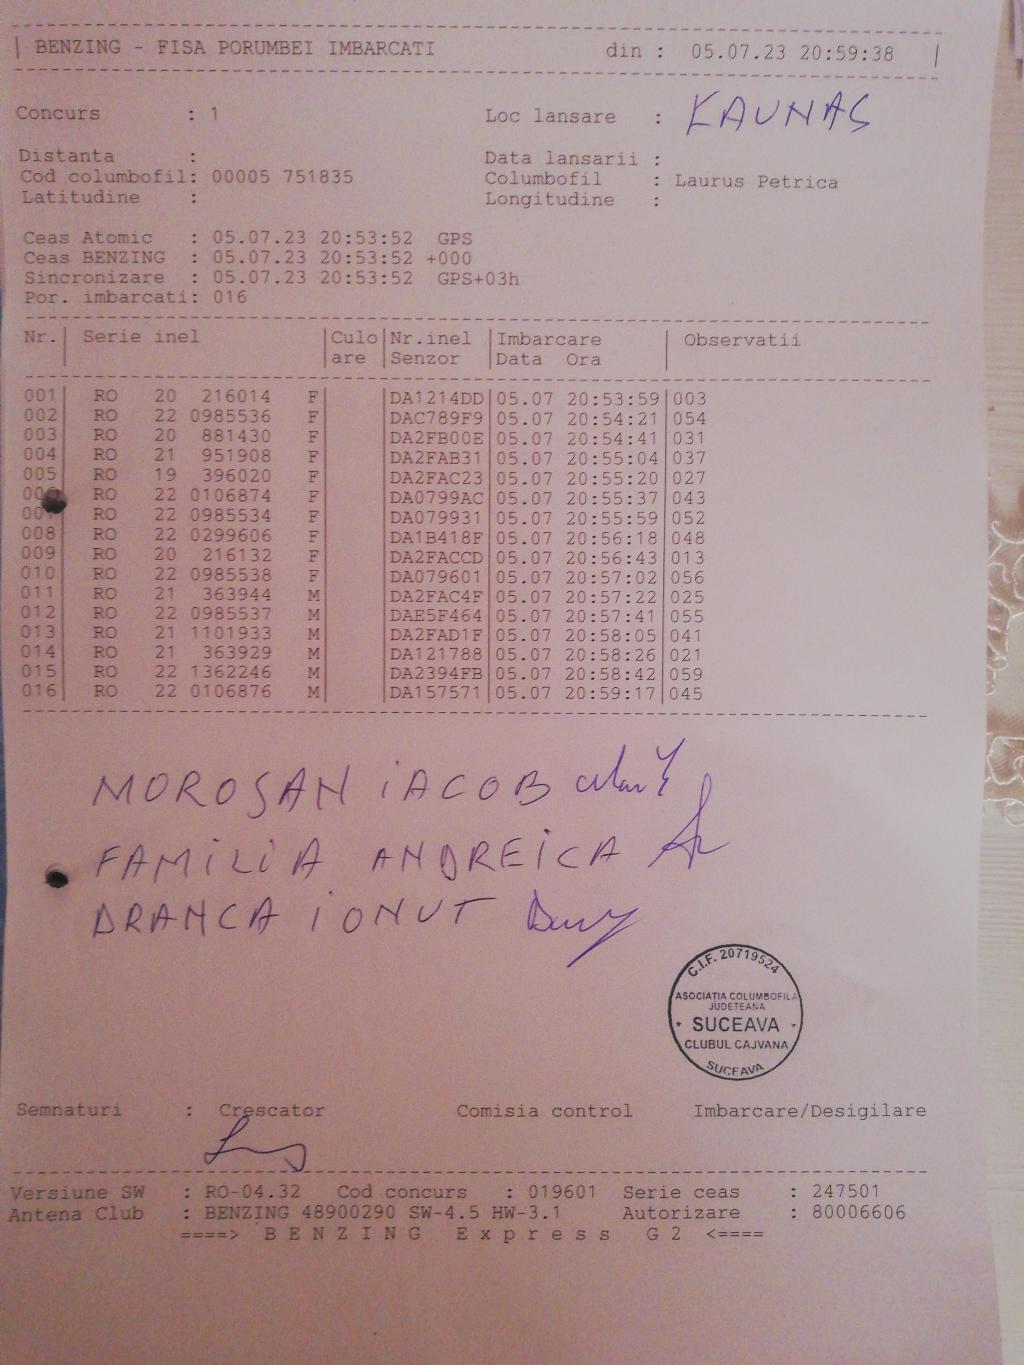 | BENZING - FISA PORUMBEI IMBARCATI din : 05.07.23 20:59:38 |
Concurs : 1 Loc lansare : KAUNAS
Distanta : Data lansarii :
Cod columbofil: 00005 751835 Columbofil : Laurus Petrica
Latitudine : Longitudine :
Ceas Atomic : 05.07.23 20:53:52 GPS
Ceas BENZING : 05.07.23 20:53:52 +000
Sincronizare : 05.07.23 20:53:52 GPS+03h
Por. imbarcati: 016
Nr.| Serie inel |Culo|Nr.inel |Imbarcare | Observatii
|are |Senzor |Data Ora |
001 RO 20 216014 F DA1214DD 05.07 20:53:59 003
002 RO 22 0985536 F DAC789F9 05.07 20:54:21 054
003 RO 20 881430 F DA2FB00E 05.07 20:54:41 031
004 RO 21 951908 F DA2FAB31 05.07 20:55:04 037
005 RO 19 396020 F DA2FAC23 05.07 20:55:20 027
006 RO 22 0106874 F DA0799AC 05.07 20:55:37 043
007 RO 22 0985534 F DA079931 05.07 20:55:59 052
008 RO 22 0299606 F DA1B418F 05.07 20:56:18 048
009 RO 20 216132 F DA2FACCD 05.07 20:56:43 013
010 RO 22 0985538 F DA079601 05.07 20:57:02 056
011 RO 21 363944 M DA2FAC4F 05.07 20:57:22 025
012 RO 22 0985537 M DAE5F464 05.07 20:57:41 055
013 RO 21 1101933 M DA2FAD1F 05.07 20:58:05 041
014 RO 21 363929 M DA121788 05.07 20:58:26 021
015 RO 22 1362246 M DA2394FB 05.07 20:58:42 059
016 RO 22 0106876 M DA157571 05.07 20:59:17 045
MOROȘAN IACOB
FAMILIA ANDREICA
DRANCA IONUT
C.I.F. 20719524
ASOCIATIA COLUMBOFILA
JUDETEANA
SUCEAVA
CLUBUL CAJVANA
SUCEAVA
Semnaturi : Crescator Comisia control Imbarcare/Desigilare
Versiune SW : RO-04.32 Cod concurs : 019601 Serie ceas : 247501
Antena Club : BENZING 48900290 SW-4.5 HW-3.1 Autorizare : 80006606
====> B E N Z I N G E x p r e s s G 2 <====